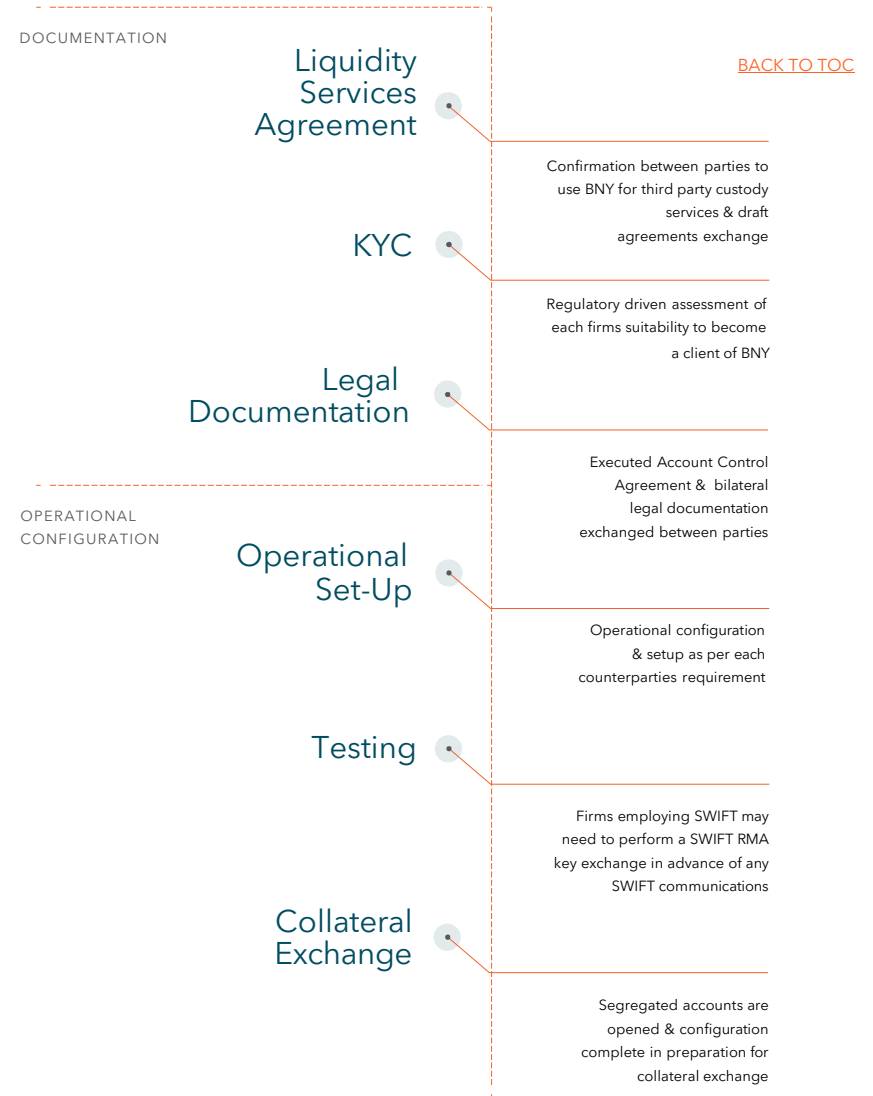 DOCUMENTATION
BACK TO TOC
Liquidity
Services
Agreement
Confirmation between parties to
use BNY for third party custody
services & draft
agreements exchange
KYC
Regulatory driven assessment of
each firms suitability to become
a client of BNY
Legal
Documentation
Executed Account Control
Agreement & bilateral
legal documentation
exchanged between parties
OPERATIONAL
CONFIGURATION
Operational
Set-Up
Operational configuration
& setup as per each
counterparties requirement
Testing
Firms employing SWIFT may
need to perform a SWIFT RMA
key exchange in advance of any
SWIFT communications
Collateral
Exchange
Segregated accounts are
opened & configuration
complete in preparation for
collateral exchange